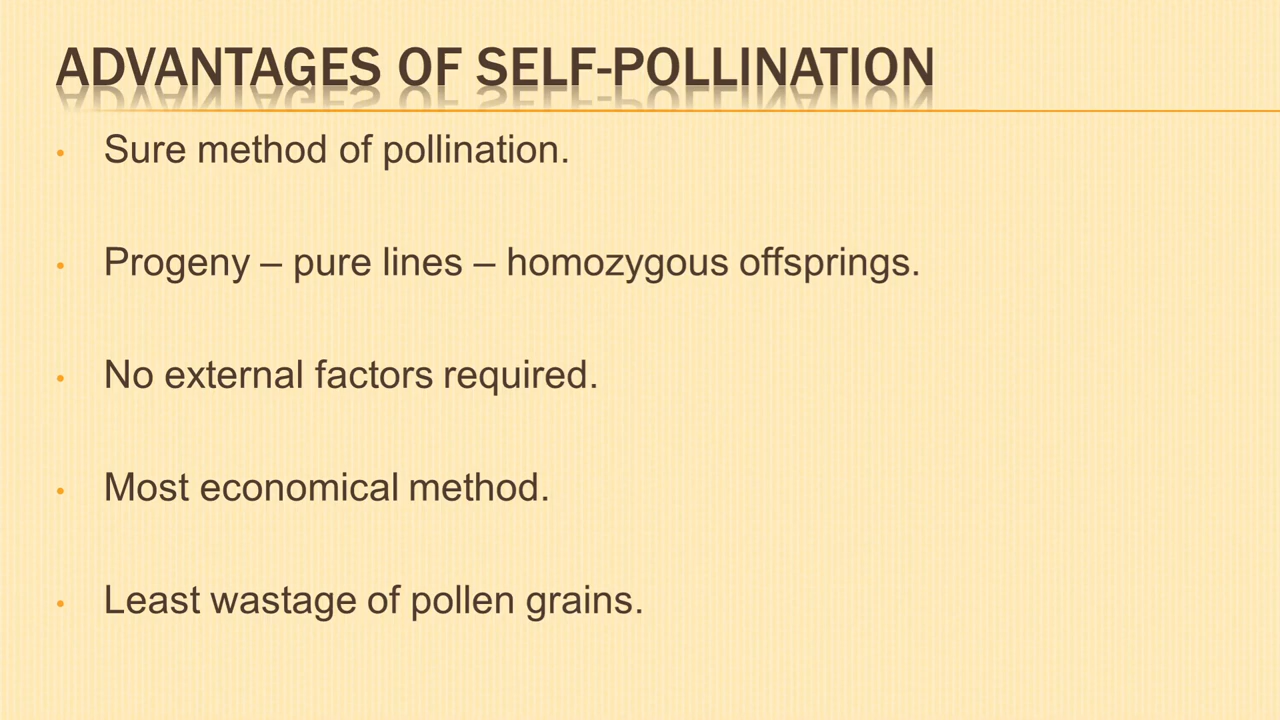 ADVANTAGES OF SELF-POLLINATION
• Sure method of pollination.
• Progeny – pure lines – homozygous offsprings.
• No external factors required.
• Most economical method.
• Least wastage of pollen grains.